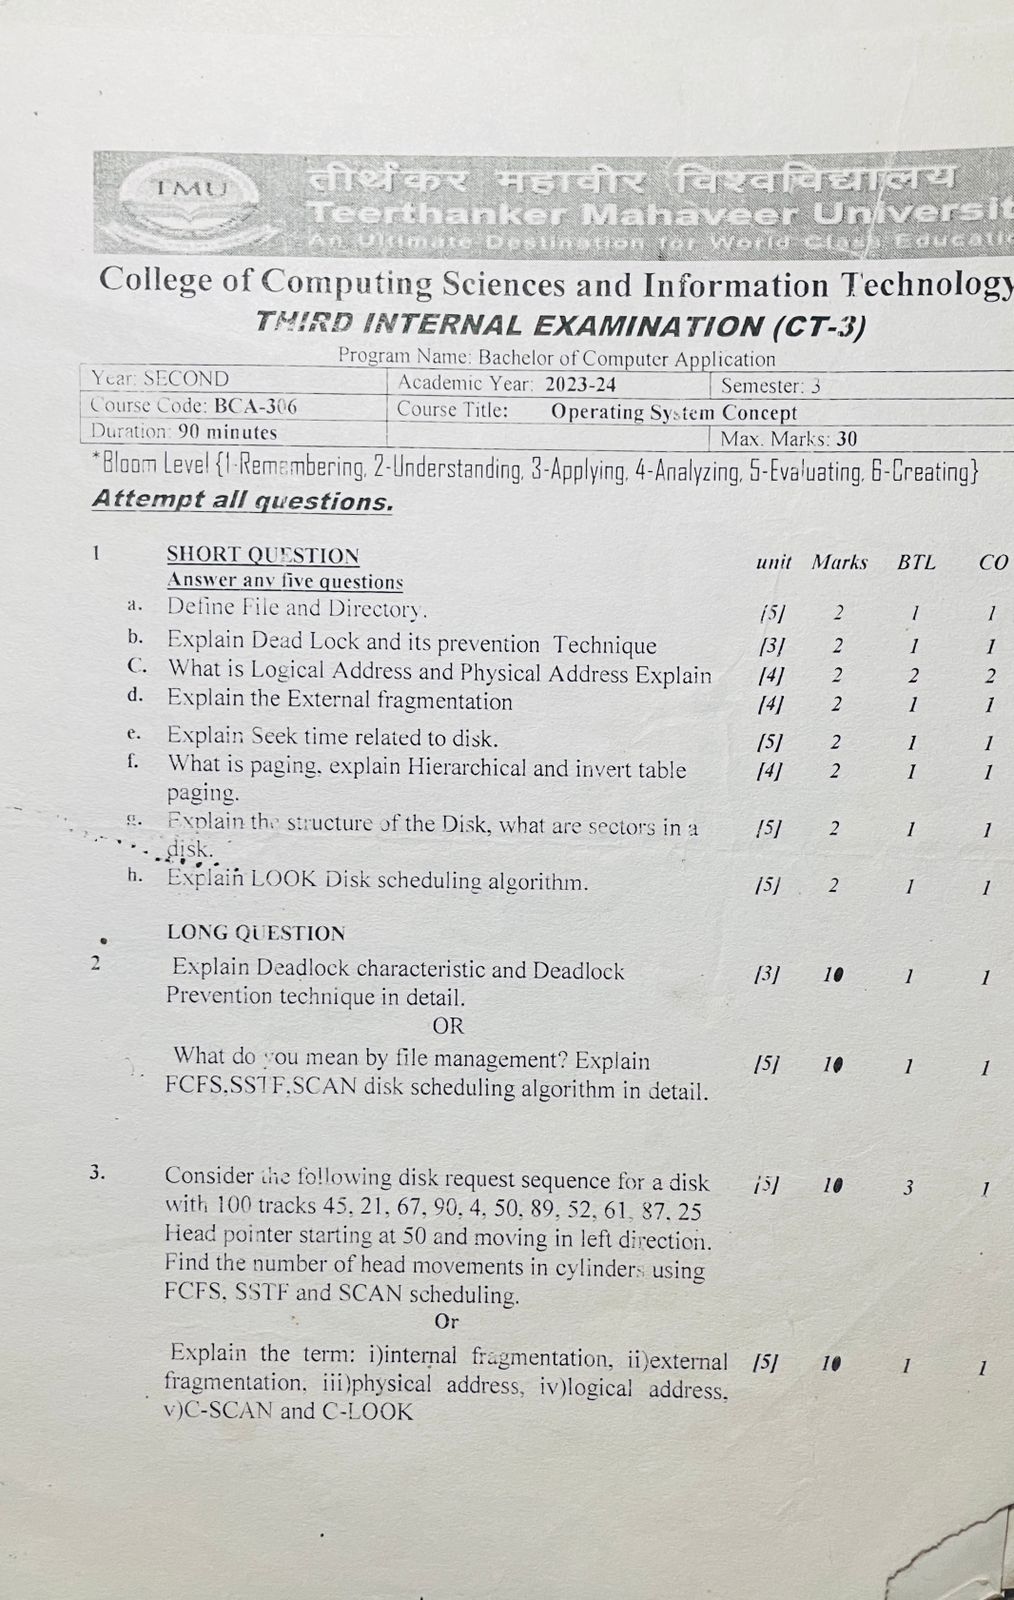 TMU
तीर्थंकर महावीर विश्वविद्यालय
Teerthanker Mahaveer Universit
An Ultimate Destination for World Class Educati
College of Computing Sciences and Information Technology
THIRD INTERNAL EXAMINATION (CT-3)
Program Name: Bachelor of Computer Application
Year: SECOND Academic Year: 2023-24 Semester: 3
Course Code: BCA-306 Course Title: Operating System Concept
Duration: 90 minutes Max. Marks: 30
*Bloom Level {1-Remembering, 2-Understanding, 3-Applying, 4-Analyzing, 5-Evaluating, 6-Creating}
Attempt all questions.
1 SHORT QUESTION unit Marks BTL CO
Answer any five questions
a. Define File and Directory. [5] 2 1 1
b. Explain Dead Lock and its prevention Technique [3] 2 1 1
C. What is Logical Address and Physical Address Explain [4] 2 2 2
d. Explain the External fragmentation [4] 2 1 1
e. Explain Seek time related to disk. [5] 2 1 1
f. What is paging, explain Hierarchical and invert table [4] 2 1 1
paging.
g. Explain the structure of the Disk, what are sectors in a [5] 2 1 1
disk.
h. Explain LOOK Disk scheduling algorithm. [5] 2 1 1
LONG QUESTION
2 Explain Deadlock characteristic and Deadlock [3] 10 1 1
Prevention technique in detail.
OR
What do you mean by file management? Explain [5] 10 1 1
FCFS,SSTF,SCAN disk scheduling algorithm in detail.
3. Consider the following disk request sequence for a disk [5] 10 3 1
with 100 tracks 45, 21, 67, 90, 4, 50, 89, 52, 61, 87, 25
Head pointer starting at 50 and moving in left direction.
Find the number of head movements in cylinders using
FCFS, SSTF and SCAN scheduling.
Or
Explain the term: i)internal fragmentation, ii)external [5] 10 1 1
fragmentation, iii)physical address, iv)logical address,
v)C-SCAN and C-LOOK